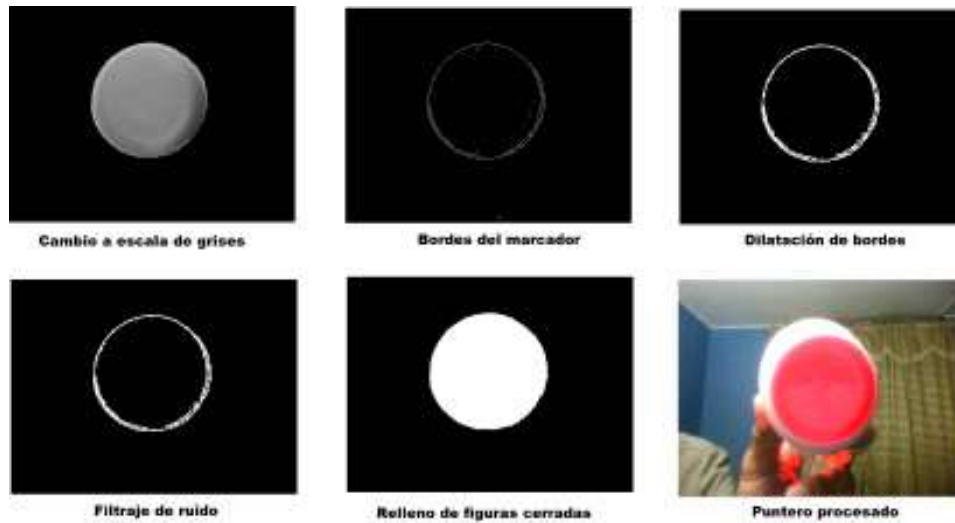 Cambio a escala de grises
Bordes del marcador
Dilatación de bordes
Filtraje de ruido
Relleno de figuras cerradas
Puntero procesado